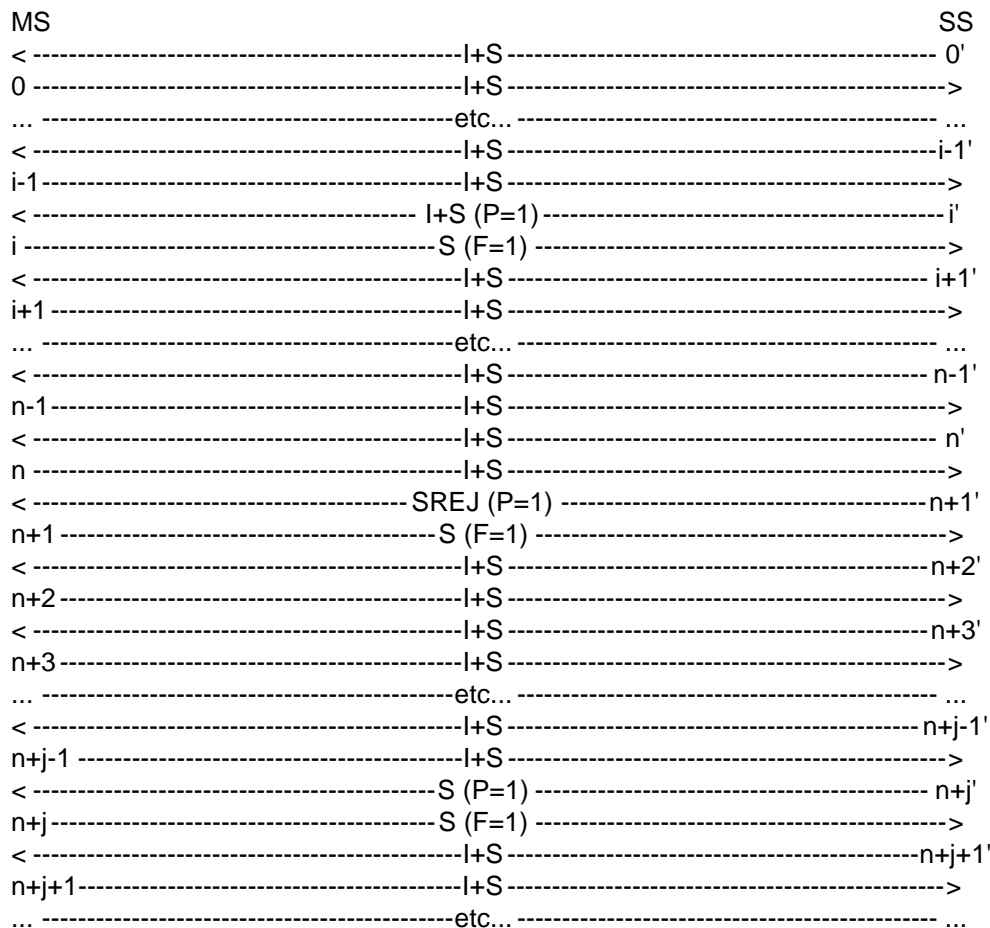 MS SS
< ------------------------------------------------I+S ------------------------------------------------ 0'
0 ------------------------------------------------I+S ------------------------------------------------->
... ----------------------------------------------etc... ----------------------------------------------- ...
< ------------------------------------------------I+S ------------------------------------------------i-1'
i-1-----------------------------------------------I+S ------------------------------------------------->
< ------------------------------------------- I+S (P=1)---------------------------------------------i'
i ----------------------------------------------S (F=1) ---------------------------------------------->
< ------------------------------------------------I+S ----------------------------------------------- i+1'
i+1 ----------------------------------------------I+S ------------------------------------------------->
... ----------------------------------------------etc... ----------------------------------------------- ...
< ------------------------------------------------I+S ----------------------------------------------- n-1'
n-1-----------------------------------------------I+S ------------------------------------------------->
< ------------------------------------------------I+S ------------------------------------------------ n'
n ------------------------------------------------I+S ------------------------------------------------->
< ------------------------------------------SREJ (P=1) -----------------------------------------n+1'
n+1 ------------------------------------------S (F=1) ---------------------------------------------->
< ------------------------------------------------I+S -----------------------------------------------n+2'
n+2-----------------------------------------------I+S ------------------------------------------------->
< ------------------------------------------------I+S -----------------------------------------------n+3'
n+3 ----------------------------------------------I+S ------------------------------------------------->
... ----------------------------------------------etc... ----------------------------------------------- ...
< ------------------------------------------------I+S ---------------------------------------------- n+j-1'
n+j-1 --------------------------------------------I+S ------------------------------------------------->
< ---------------------------------------------S (P=1) -------------------------------------------- n+j'
n+j-------------------------------------------S (F=1) ---------------------------------------------->
< ------------------------------------------------I+S ----------------------------------------------n+j+1'
n+j+1---------------------------------------------I+S ------------------------------------------------->
... ----------------------------------------------etc... ----------------------------------------------- ...